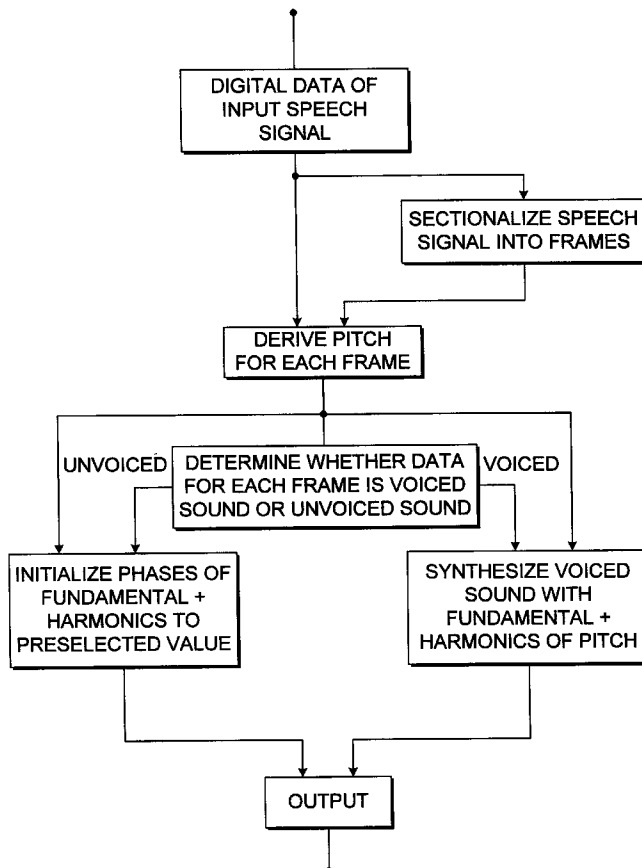 DIGITAL DATA OF
INPUT SPEECH
SIGNAL
SECTIONALIZE SPEECH
SIGNAL INTO FRAMES
DERIVE PITCH
FOR EACH FRAME
UNVOICED
DETERMINE WHETHER DATA
FOR EACH FRAME IS VOICED
SOUND OR UNVOICED SOUND
VOICED
INITIALIZE PHASES OF
FUNDAMENTAL +
HARMONICS TO
PRESELECTED VALUE
SYNTHESIZE VOICED
SOUND WITH
FUNDAMENTAL +
HARMONICS OF PITCH
OUTPUT